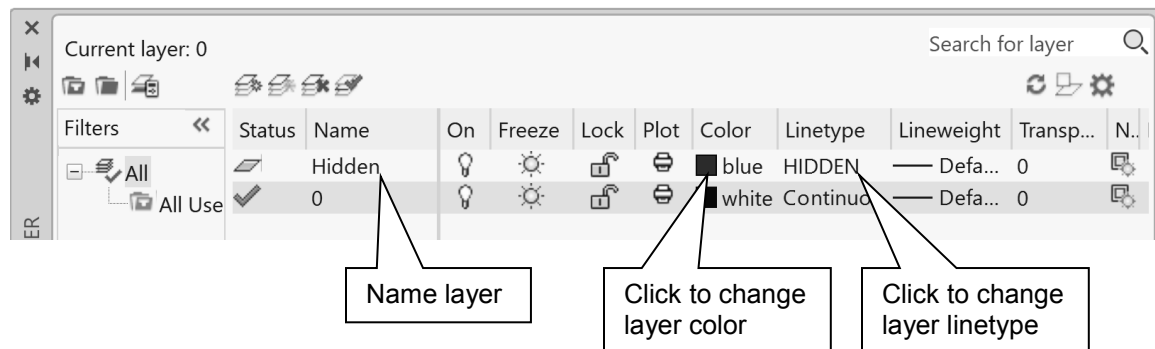 Current layer: 0
Search for layer
Filters
Status Name On Freeze Lock Plot Color Linetype Lineweight Transp... N..
All
Hidden blue HIDDEN Defa... 0
All Use
0 white Continuo Defa... 0
ER
Name layer
Click to change
layer color
Click to change
layer linetype